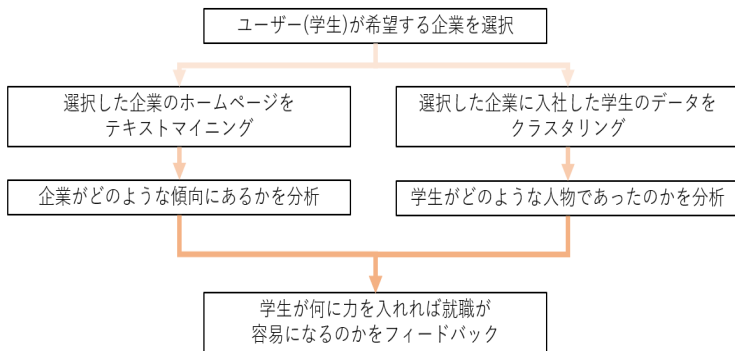 ユーザー(学生)が希望する企業を選択
選択した企業のホームページを
テキストマイニング
選択した企業に入社した学生のデータを
クラスタリング
企業がどのような傾向にあるかを分析
学生がどのような人物であったのかを分析
学生が何に力を入れれば就職が
容易になるのかをフィードバック